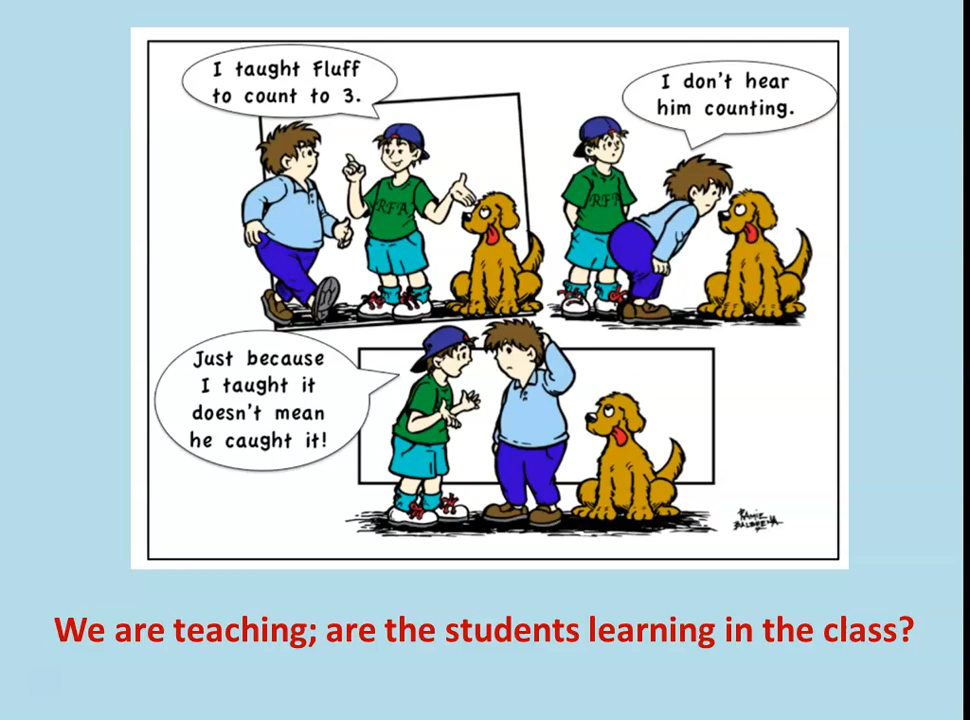 I taught Fluff
to count to 3.
I don't hear
him counting.
RFA
RFA
Just because
I taught it
doesn't mean
he caught it!
We are teaching; are the students learning in the class?